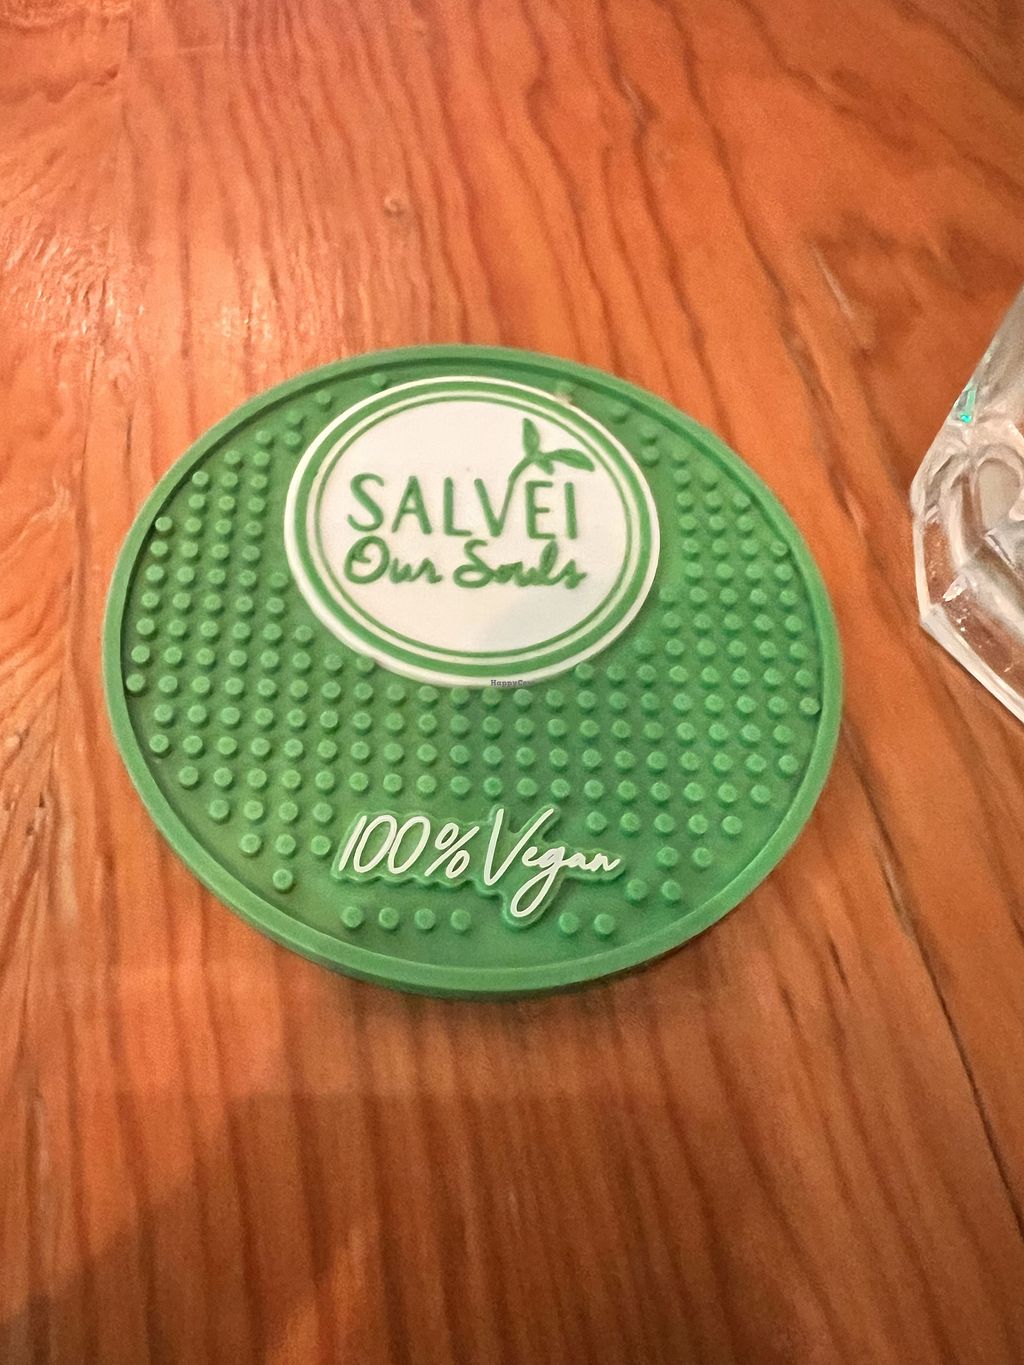 SALVEI
Our Souls
100% Vegan